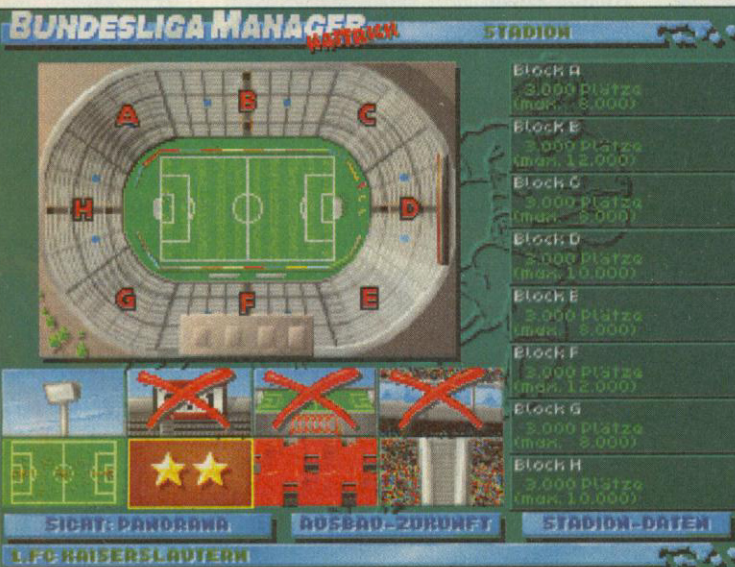 BUNDESLIGA MANAGER
HATTRICK
STADION
A
B
C
H
D
G
F
E
Block A
3.000 Plätze
(max. 8.000)
Block B
3.000 Plätze
(max. 12.000)
Block C
3.000 Plätze
(max. 8.000)
Block D
3.000 Plätze
(max. 10.000)
Block E
3.000 Plätze
(max. 8.000)
Block F
3.000 Plätze
(max. 12.000)
Block G
3.000 Plätze
(max. 8.000)
Block H
3.000 Plätze
(max. 10.000)
SICHT: PANORAMA
AUSBAU-ZUKUNFT
STADION-DATEN
1.FC KAISERSLAUTERN